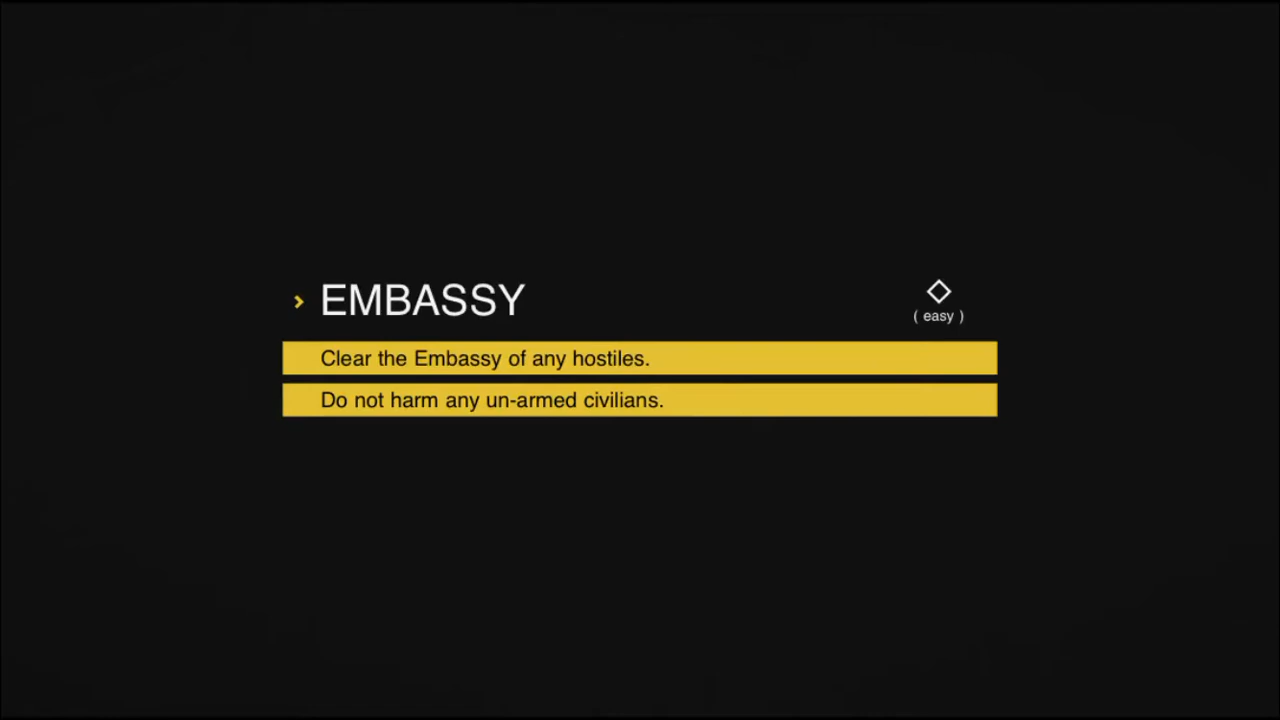 EMBASSY
( easy )
Clear the Embassy of any hostiles.
Do not harm any un-armed civilians.